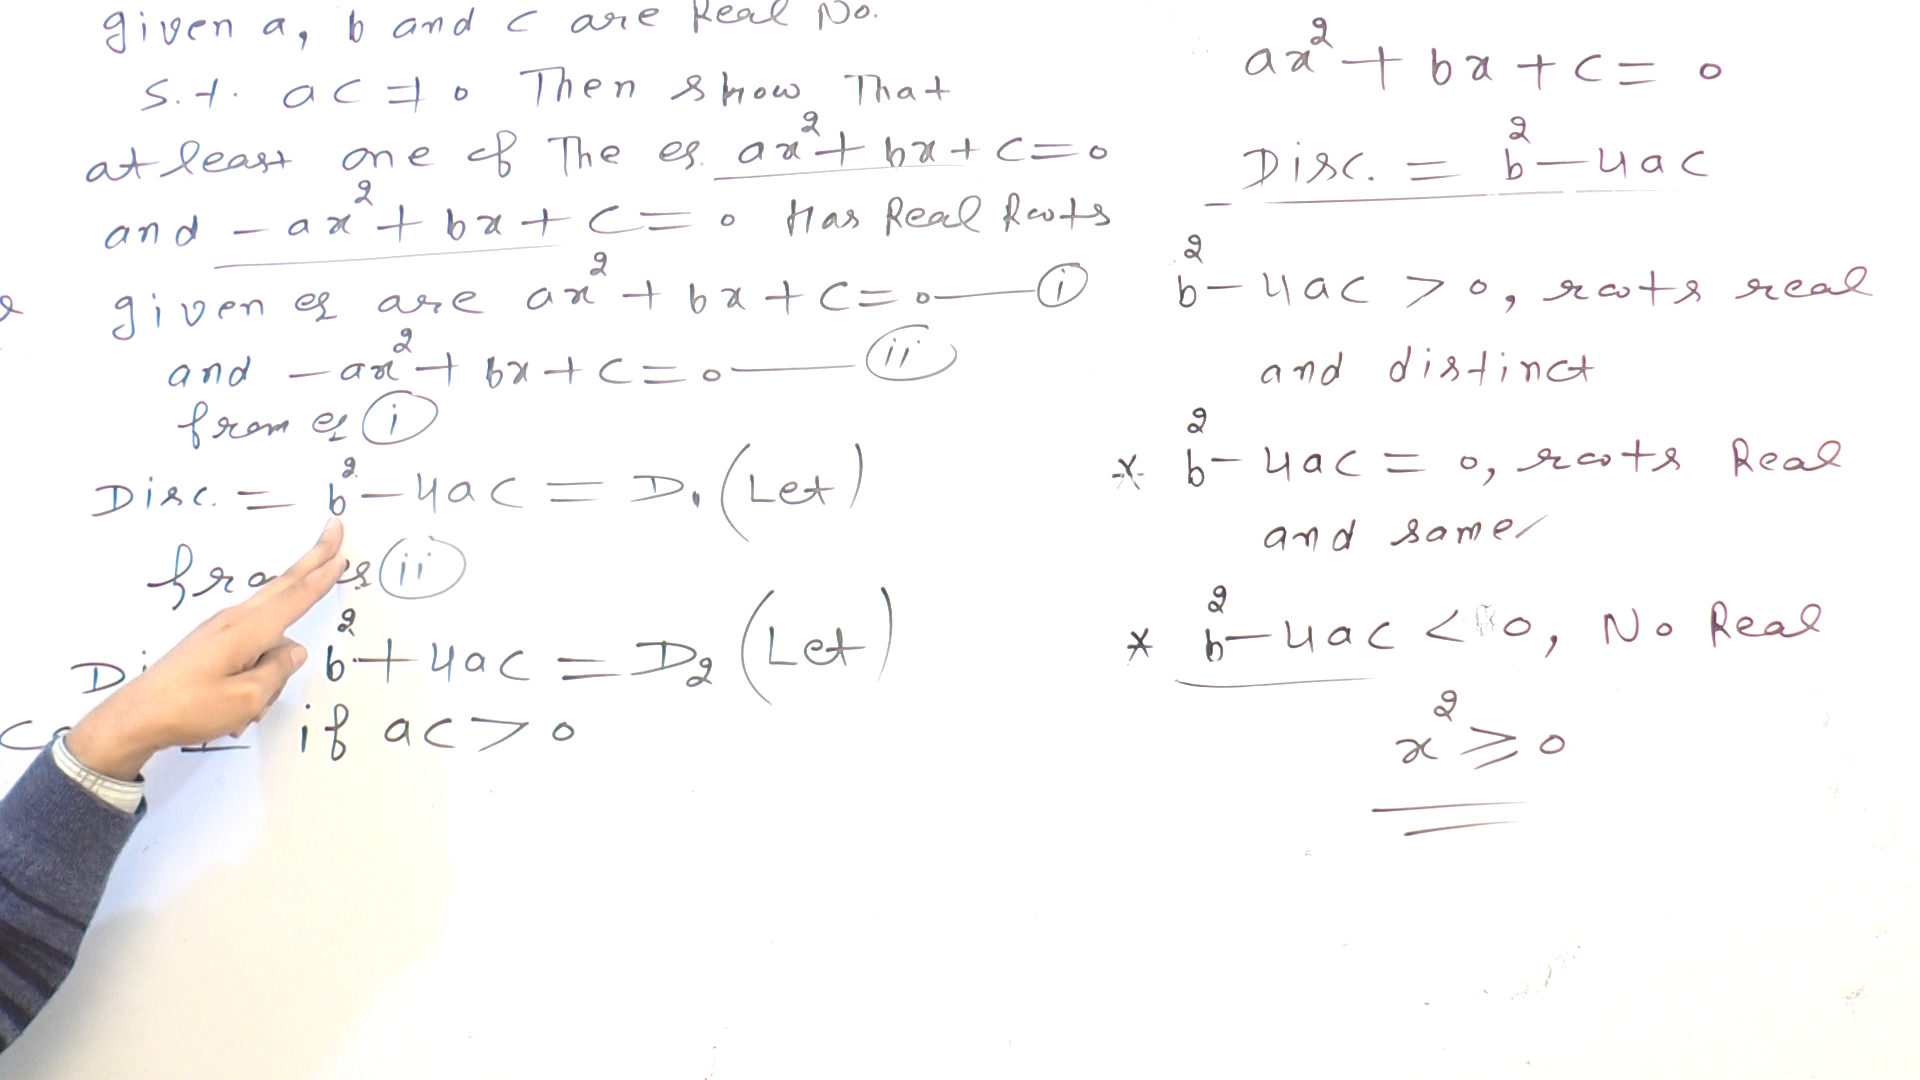 given a, b and c are Real No.
s.t. ac ≠ 0 Then show That
at least one of The eq. ax² + bx + c = 0
and - ax² + bx + c = 0 Has Real Roots
given eq are ax² + bx + c = 0 — (i)
and - ax² + bx + c = 0 — (ii)
from eq (i)
Disc. = b² - 4ac = D₁ (Let)
(ii)
b² + 4ac = D₂ (Let)
if ac > 0
ax² + bx + c = 0
Disc. = b² - 4ac
b² - 4ac > 0, roots real
and distinct
* b² - 4ac = 0, roots Real
and same
* b² - 4ac < 0, No Real
x² ≥ 0